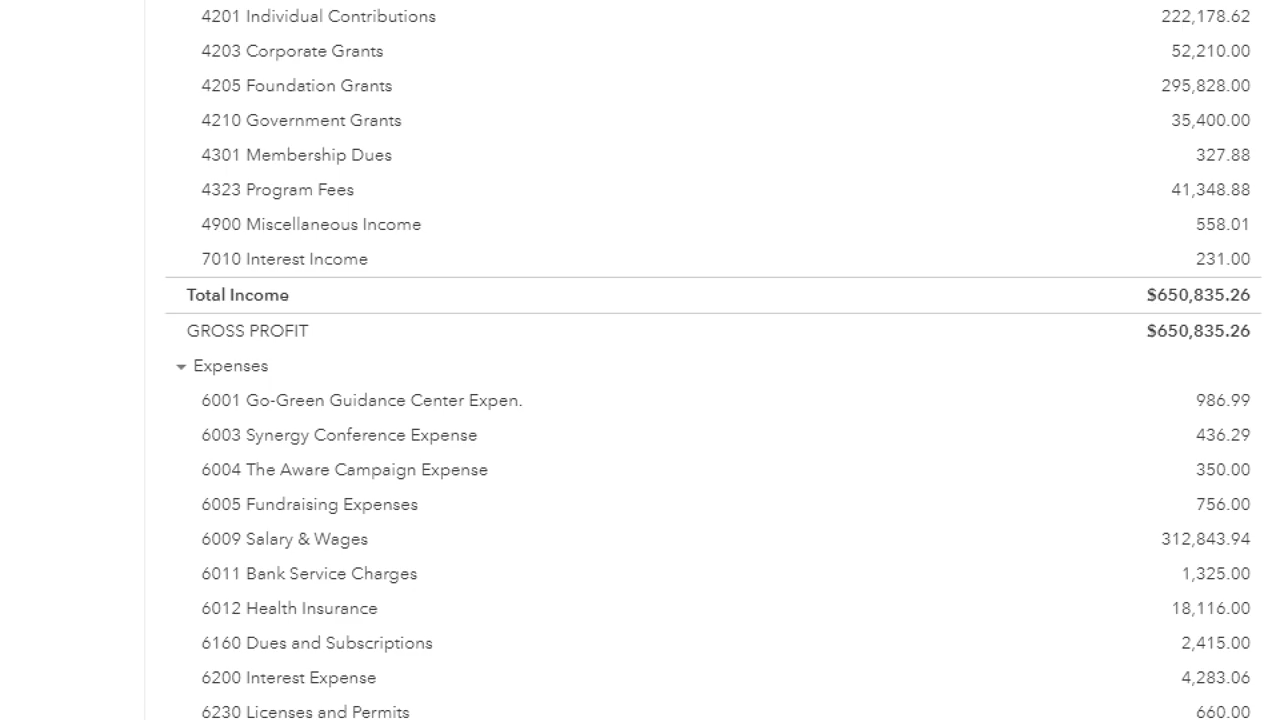 4201 Individual Contributions 222,178.62
4203 Corporate Grants 52,210.00
4205 Foundation Grants 295,828.00
4210 Government Grants 35,400.00
4301 Membership Dues 327.88
4323 Program Fees 41,348.88
4900 Miscellaneous Income 558.01
7010 Interest Income 231.00
Total Income $650,835.26
GROSS PROFIT $650,835.26
Expenses
6001 Go-Green Guidance Center Expen. 986.99
6003 Synergy Conference Expense 436.29
6004 The Aware Campaign Expense 350.00
6005 Fundraising Expenses 756.00
6009 Salary & Wages 312,843.94
6011 Bank Service Charges 1,325.00
6012 Health Insurance 18,116.00
6160 Dues and Subscriptions 2,415.00
6200 Interest Expense 4,283.06
6230 Licenses and Permits 660.00